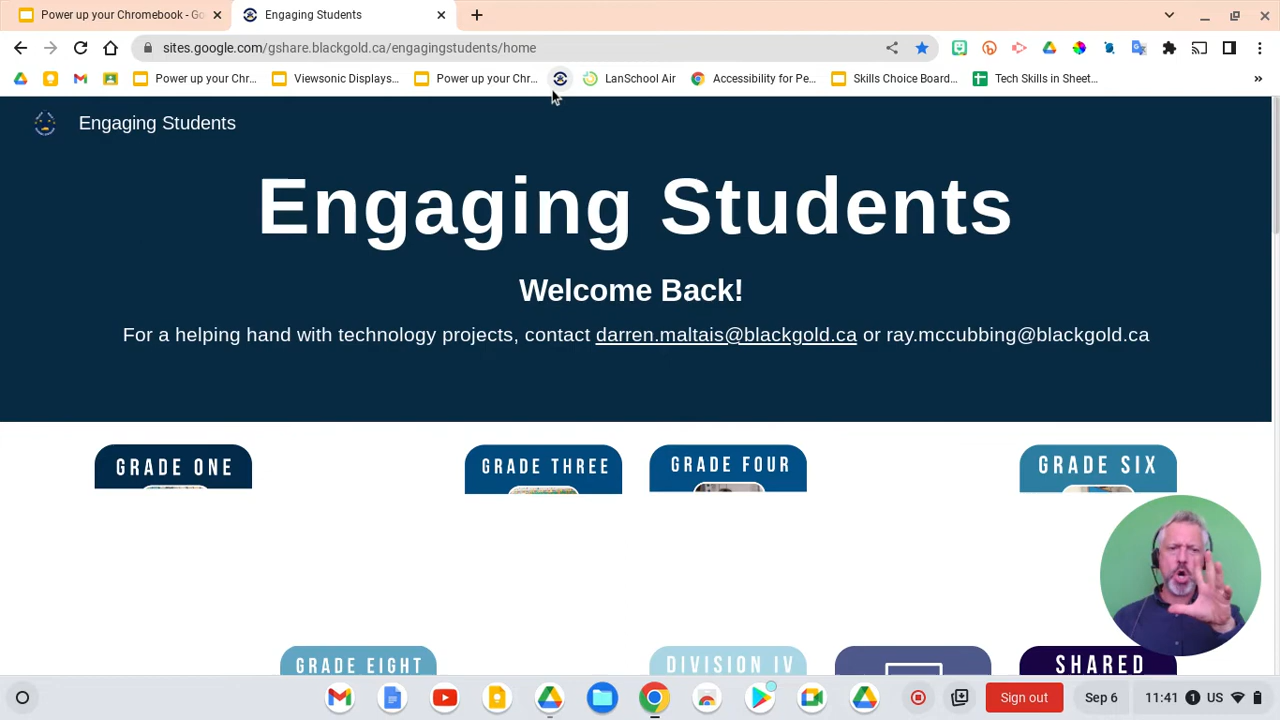 Power up your Chromebook - Go
Engaging Students
sites.google.com/gshare.blackgold.ca/engagingstudents/home
Power up your Chr...
Viewsonic Displays...
Power up your Chr...
LanSchool Air
Accessibility for Pe...
Skills Choice Board...
Tech Skills in Sheet...
Engaging Students
Engaging Students
Welcome Back!
For a helping hand with technology projects, contact darren.maltais@blackgold.ca or ray.mccubbing@blackgold.ca
GRADE ONE
GRADE THREE
GRADE FOUR
GRADE SIX
GRADE EIGHT
DIVISION IV
SHARED
Sign out
Sep 6
11:41
1
US